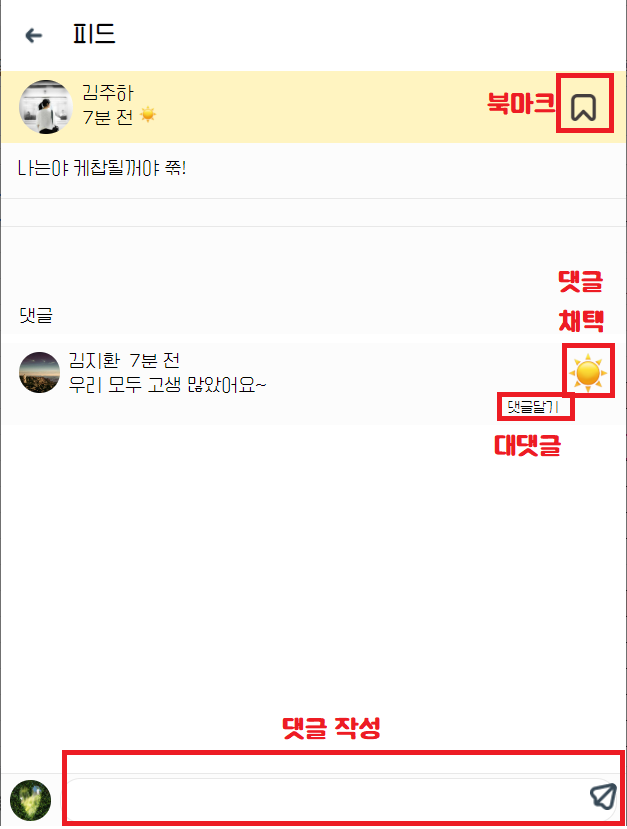 피드
김주하
7분 전
북마크
나는야 케찹될꺼야 쮺!
댓글
채택
댓글
김지환 7분 전
우리 모두 고생 많았어요~
댓글달기
대댓글
댓글 작성